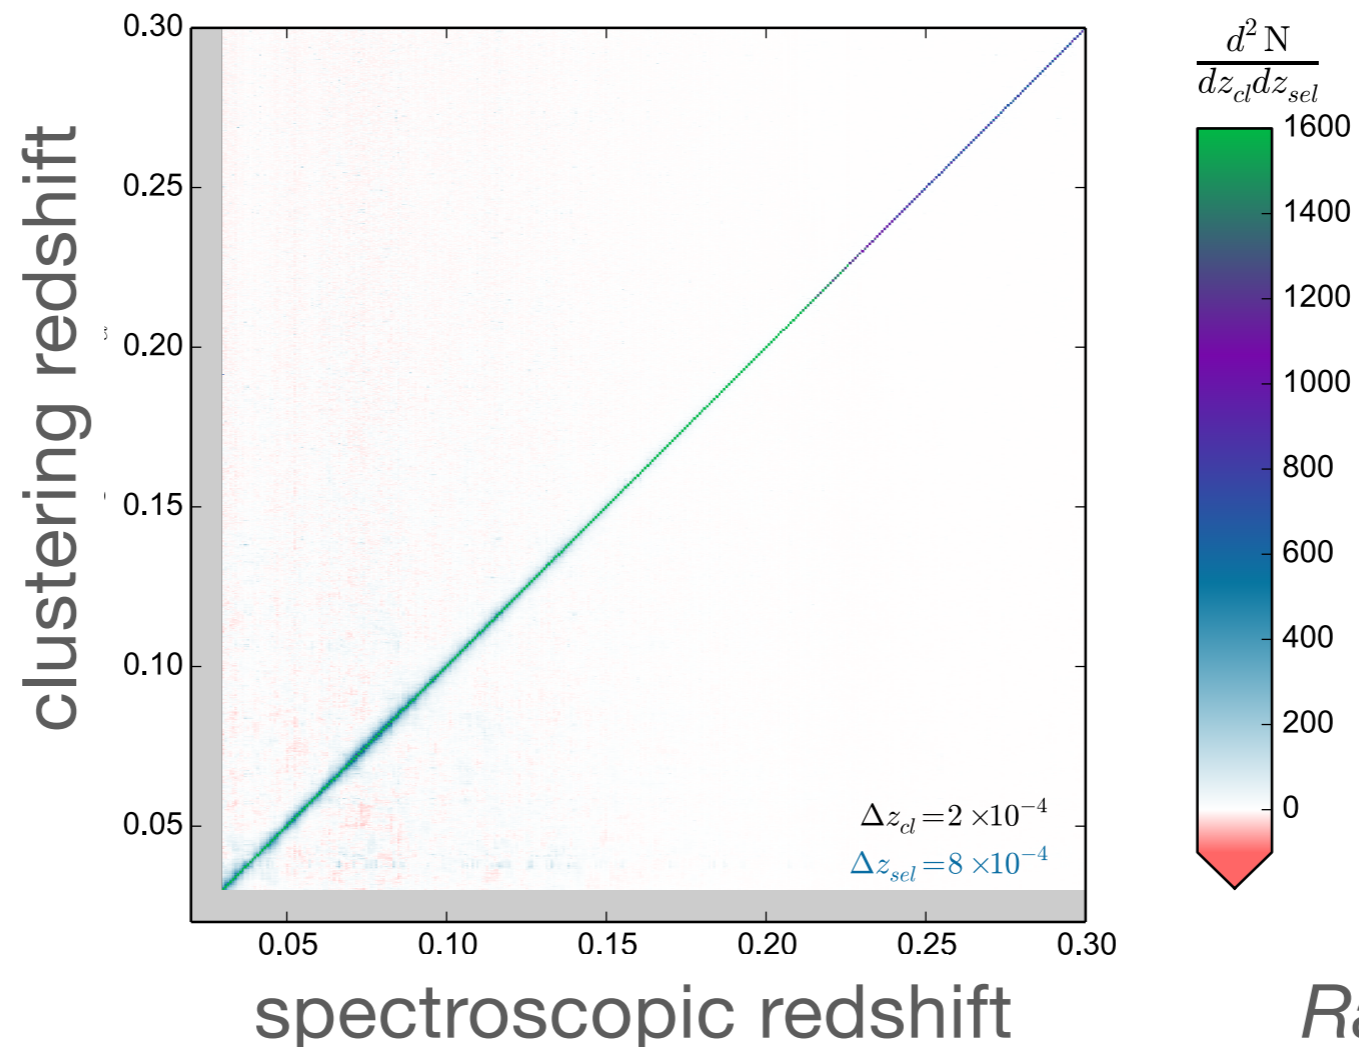 clustering redshift
0.30
0.25
0.20
0.15
0.10
0.05
Δz_cl=2 ×10⁻⁴
Δz_sel=8 ×10⁻⁴
0.05 0.10 0.15 0.20 0.25 0.30
spectroscopic redshift
d² N
dz_cl dz_sel
1600
1400
1200
1000
800
600
400
200
0